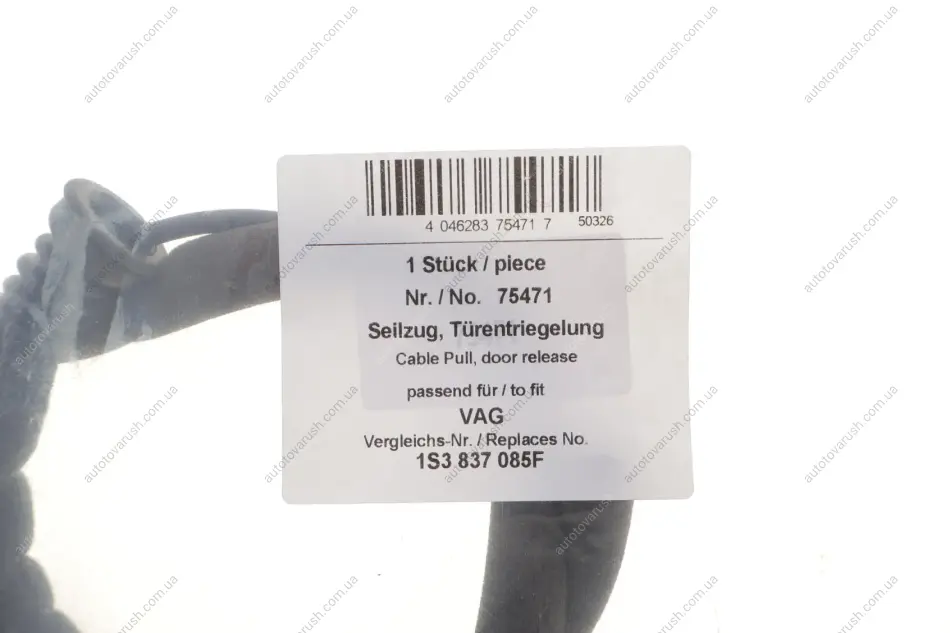 4 046283 75471 7 50326
1 Stück / piece
Nr. / No. 75471
Seilzug, Türentriegelung
Cable Pull, door release
passend für / to fit
VAG
Vergleichs-Nr. / Replaces No.
1S3 837 085F
autotovarush.com.ua